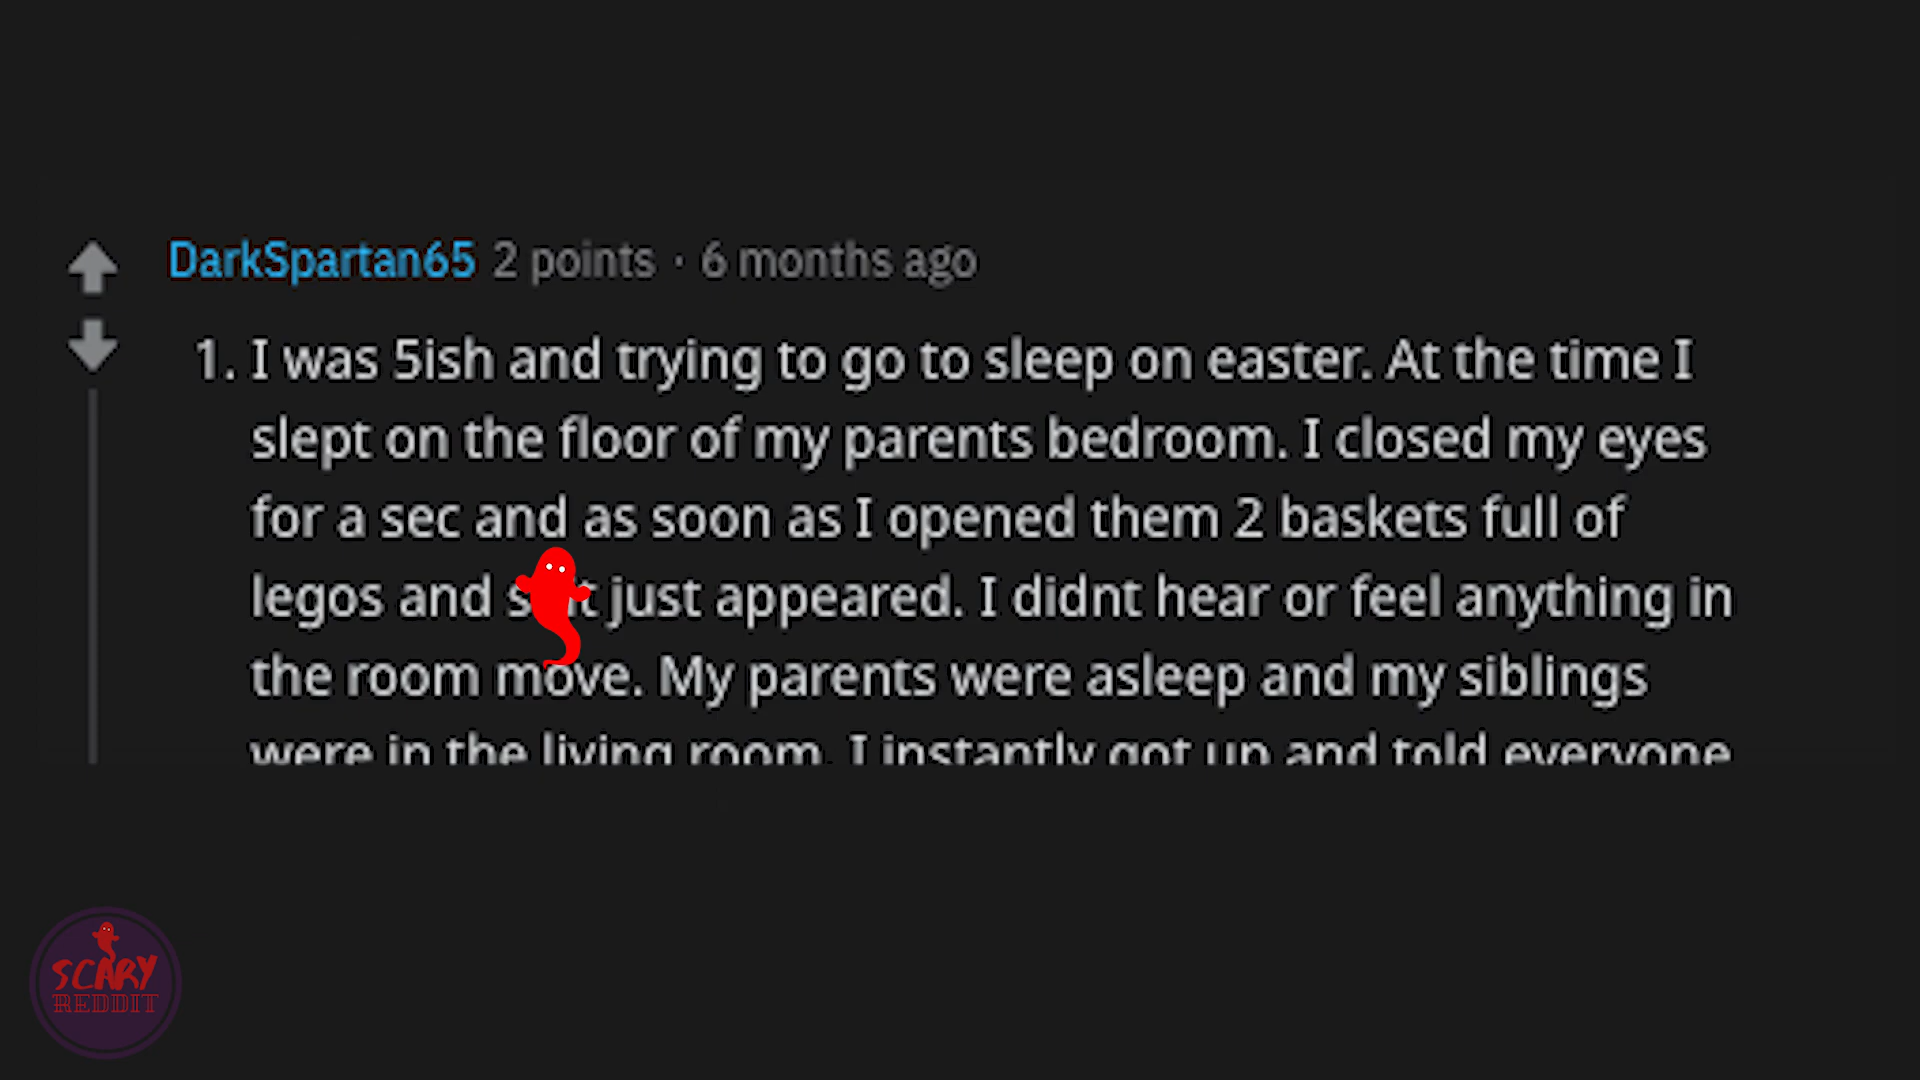 DarkSpartan65 2 points · 6 months ago
1. I was 5ish and trying to go to sleep on easter. At the time I
slept on the floor of my parents bedroom. I closed my eyes
for a sec and as soon as I opened them 2 baskets full of
legos and just appeared. I didnt hear or feel anything in
the room move. My parents were asleep and my siblings
were in the living room. I instantly got up and told everyone
SCARY
REDDIT